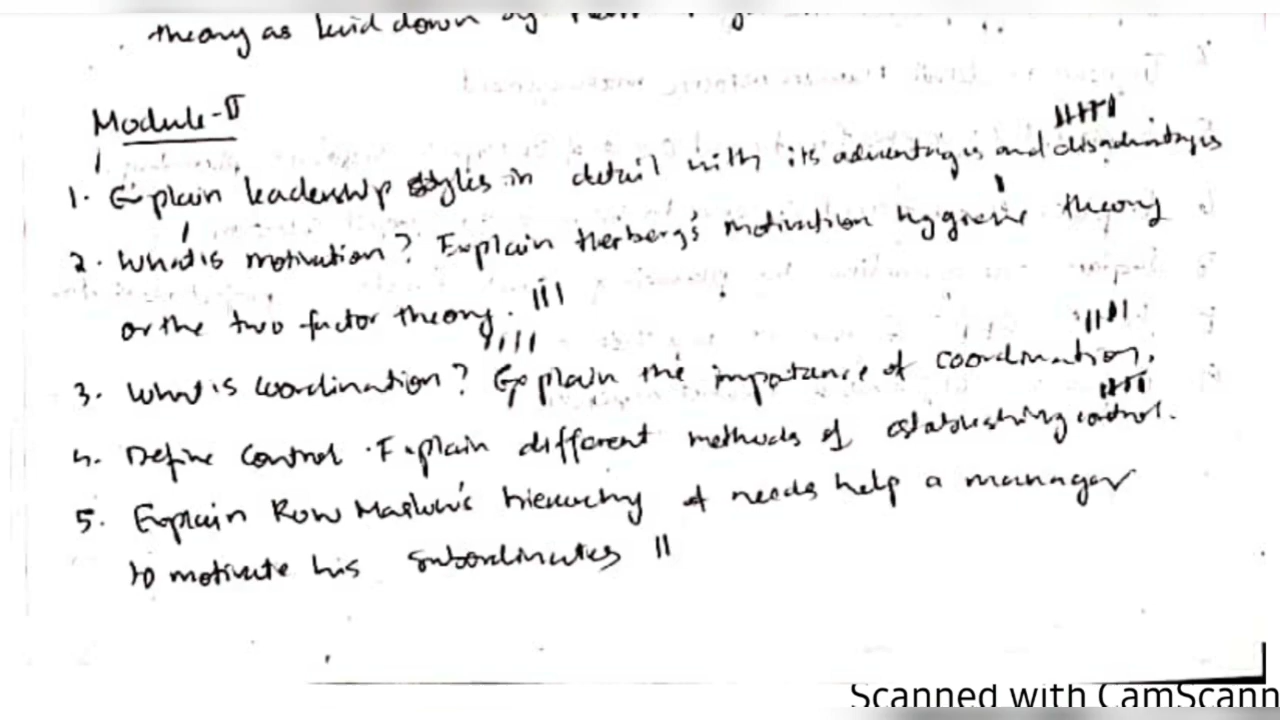 theory as laid down by
Module-II
1. Explain leadership styles in detail with its advantages and disadvantages
2. What is motivation? Explain Herberg's motivation hygiene theory
or the two factor theory.
3. What is coordination? Explain the importance of coordination.
4. Define control. Explain different methods of establishing control.
5. Explain How Maslow's hierarchy of needs help a manager
to motivate his subordinates
Scanned with CamScann